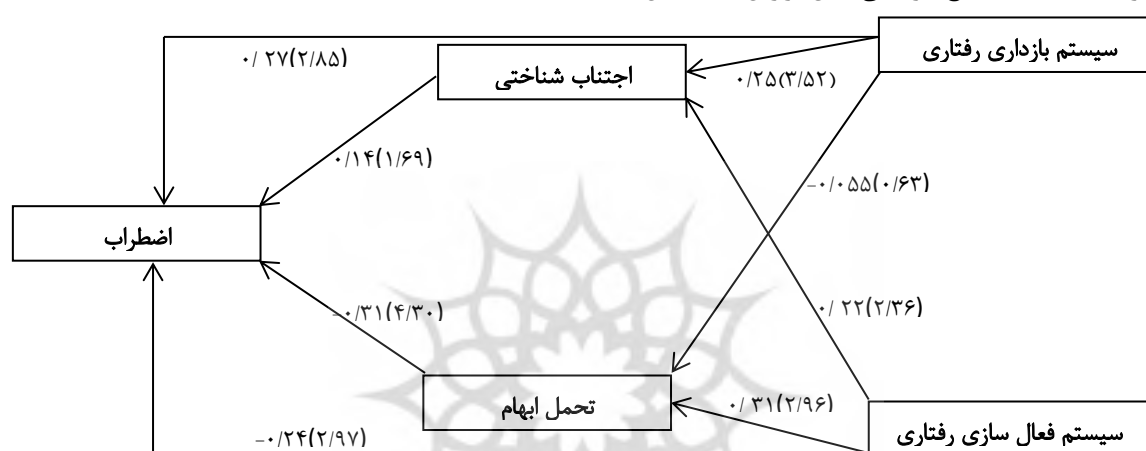 سیستم بازداری رفتاری
۰/ ۲۷(۲/۸۵)
اجتناب شناختی
۰/۲۵(۳/۵۲)
۰/۱۴(۱/۶۹)
-۰/۰۵۵(۰/۶۳)
اضطراب
-۰/۳۱(۴/۳۰)
۰/ ۲۲(۲/۳۶)
تحمل ابهام
۰/ ۳۱(۲/۹۶)
سیستم فعال سازی رفتاری
-۰/۲۴(۲/۹۷)